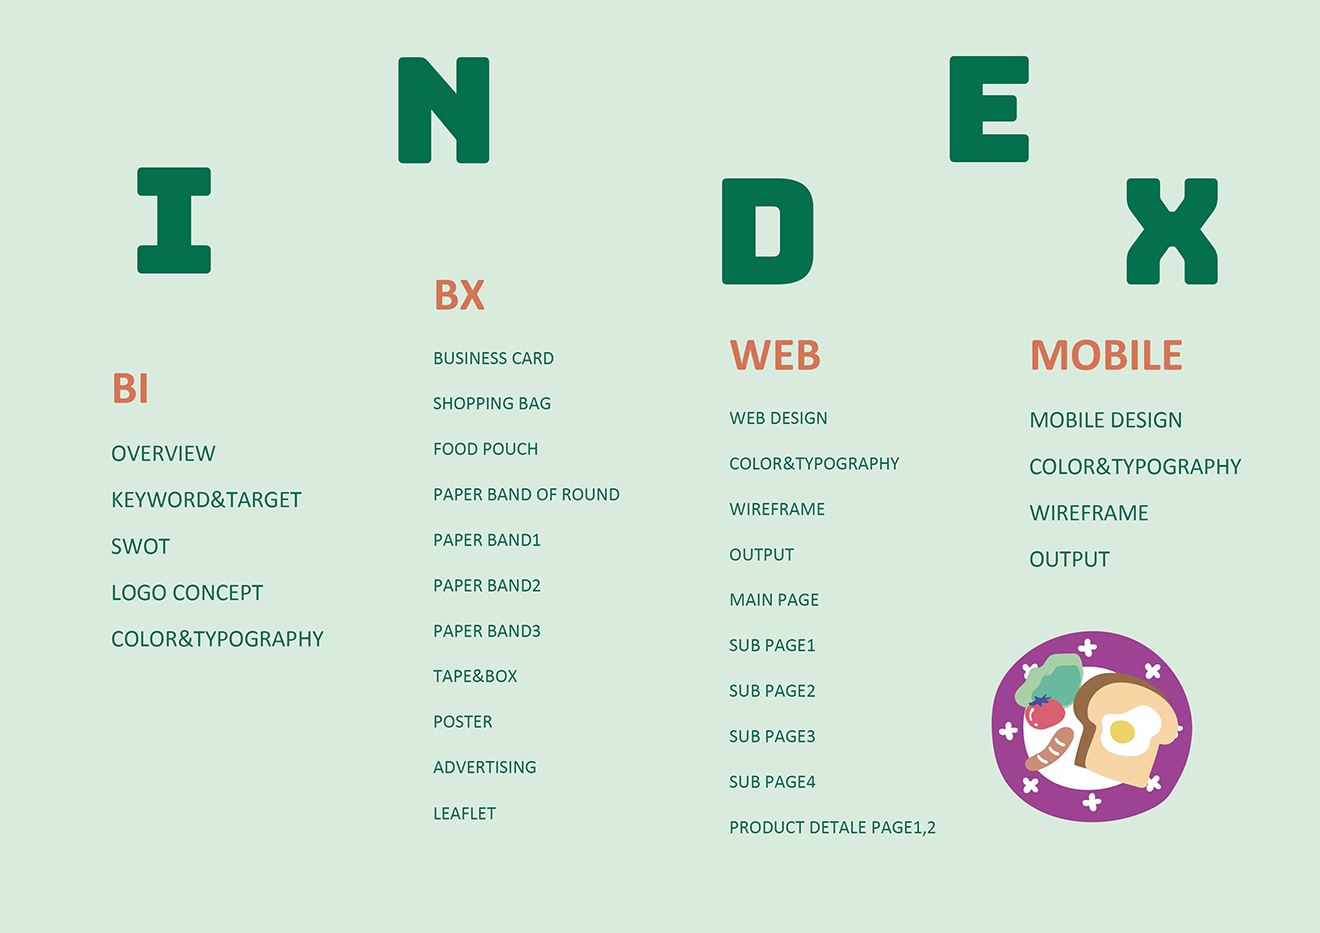 INDEX
BI
OVERVIEW
KEYWORD&TARGET
SWOT
LOGO CONCEPT
COLOR&TYPOGRAPHY
BX
BUSINESS CARD
SHOPPING BAG
FOOD POUCH
PAPER BAND OF ROUND
PAPER BAND1
PAPER BAND2
PAPER BAND3
TAPE&BOX
POSTER
ADVERTISING
LEAFLET
WEB
WEB DESIGN
COLOR&TYPOGRAPHY
WIREFRAME
OUTPUT
MAIN PAGE
SUB PAGE1
SUB PAGE2
SUB PAGE3
SUB PAGE4
PRODUCT DETALE PAGE1,2
MOBILE
MOBILE DESIGN
COLOR&TYPOGRAPHY
WIREFRAME
OUTPUT